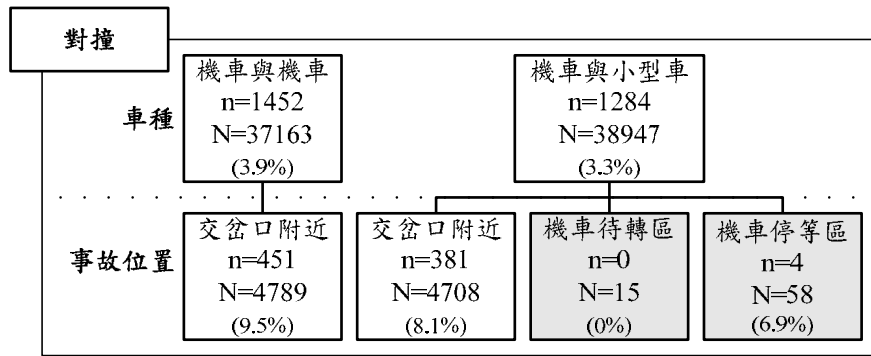 對撞
車種
機車與機車
n=1452
N=37163
(3.9%)
機車與小型車
n=1284
N=38947
(3.3%)
事故位置
交岔口附近
n=451
N=4789
(9.5%)
交岔口附近
n=381
N=4708
(8.1%)
機車待轉區
n=0
N=15
(0%)
機車停等區
n=4
N=58
(6.9%)